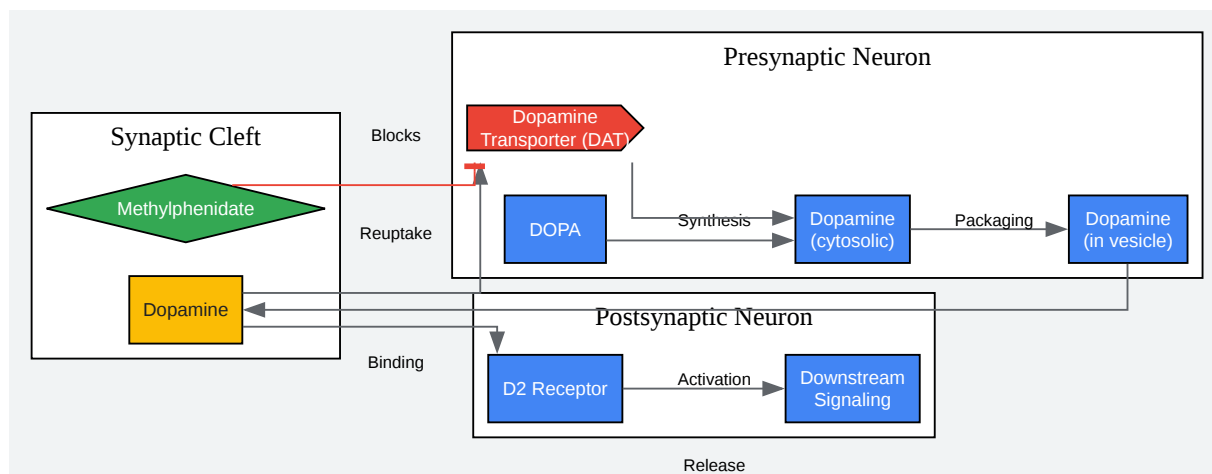 Presynaptic Neuron
Dopamine
Transporter (DAT)
Synaptic Cleft
Blocks
Methylphenidate
DOPA
Synthesis
Dopamine
(cytosolic)
Packaging
Dopamine
(in vesicle)
Reuptake
Dopamine
Postsynaptic Neuron
Binding
D2 Receptor
Activation
Downstream
Signaling
Release